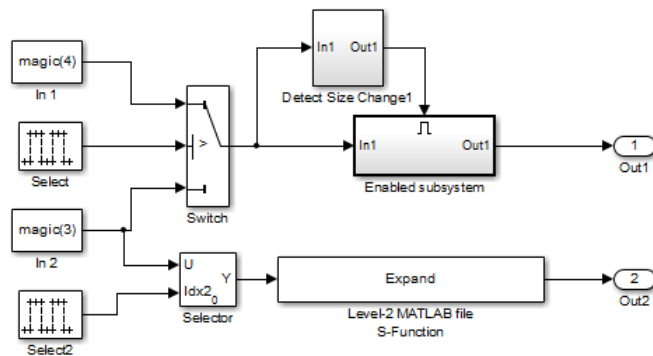 In1 Out1
Detect Size Change1
magic(4)
In 1
>
Switch
In1 Out1
Enabled subsystem
1
Out1
Select
magic(3)
In 2
U
Y
Idx2 0
Selector
Expand
Level-2 MATLAB file
S-Function
2
Out2
Select2